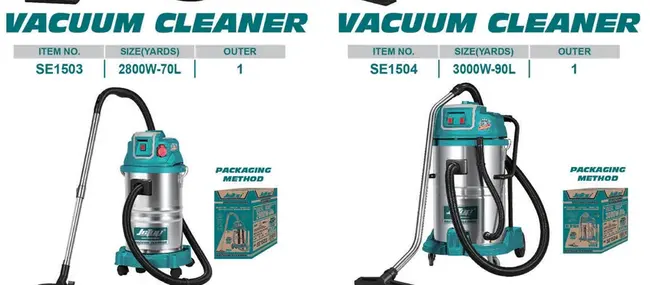 VACUUM CLEANER
ITEM NO. SIZE(YARDS) OUTER
SE1503 2800W-70L 1
PACKAGING
METHOD
VACUUM CLEANER
ITEM NO. SIZE(YARDS) OUTER
SE1504 3000W-90L 1
PACKAGING
METHOD